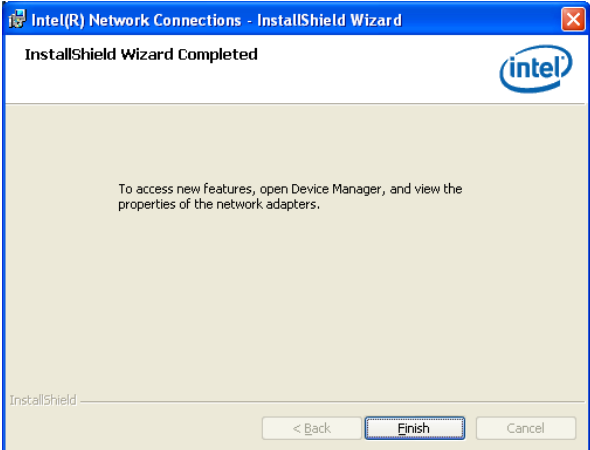 Intel(R) Network Connections - InstallShield Wizard
InstallShield Wizard Completed
intel
To access new features, open Device Manager, and view the
properties of the network adapters.
InstallShield
< Back
Finish
Cancel